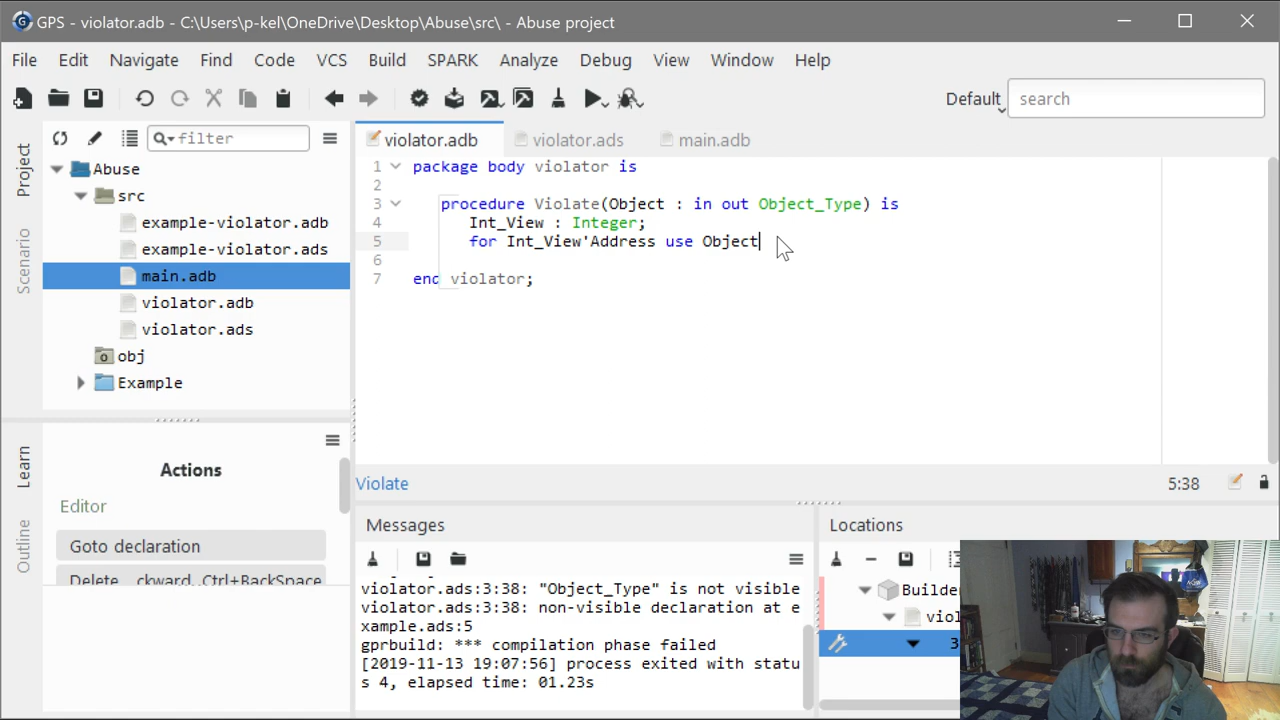 GPS - violator.adb - C:\Users\p-kel\OneDrive\Desktop\Abuse\src\ - Abuse project
File Edit Navigate Find Code VCS Build SPARK Analyze Debug View Window Help
Default search
Project
Scenario
filter
Abuse
src
example-violator.adb
example-violator.ads
main.adb
violator.adb
violator.ads
obj
Example
violator.adb violator.ads main.adb
1 package body violator is
2
3 procedure Violate(Object : in out Object_Type) is
4 Int_View : Integer;
5 for Int_View'Address use Object
6
7 end violator;
Violate 5:38
Learn
Outline
Actions
Editor
Goto declaration
Ctrl+BackSpace
Messages
violator.ads:3:38: "Object_Type" is not visible
violator.ads:3:38: non-visible declaration at e
xample.ads:5
gprbuild: *** compilation phase failed
[2019-11-13 19:07:56] process exited with statu
s 4, elapsed time: 01.23s
Locations
Builde
viol
3